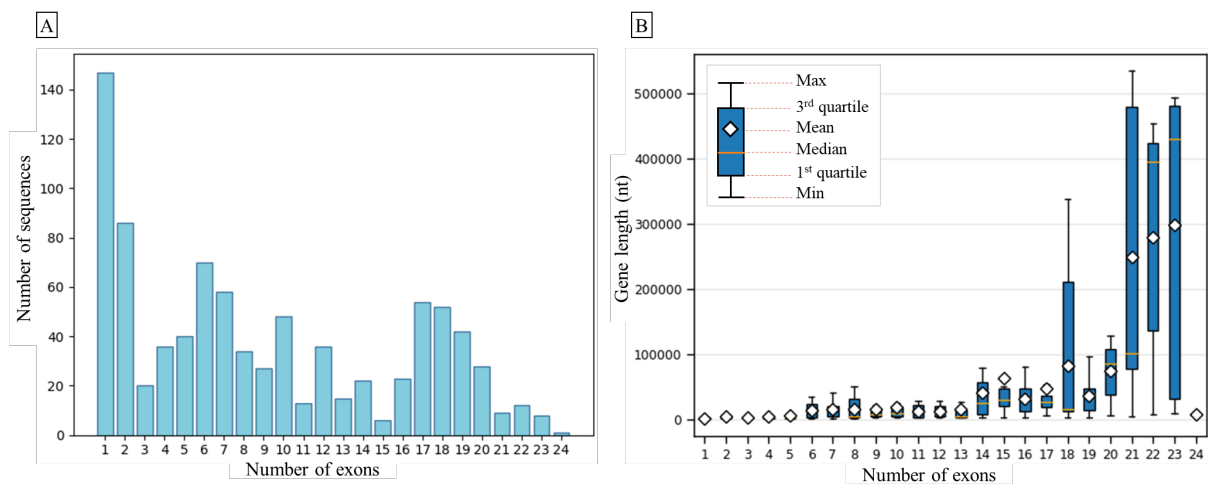 A
B
140
120
100
80
60
40
20
0
Number of sequences
1 2 3 4 5 6 7 8 9 10 11 12 13 14 15 16 17 18 19 20 21 22 23 24
Number of exons
Max
3rd quartile
Mean
Median
1st quartile
Min
500000
400000
300000
200000
100000
0
Gene length (nt)
1 2 3 4 5 6 7 8 9 10 11 12 13 14 15 16 17 18 19 20 21 22 23 24
Number of exons